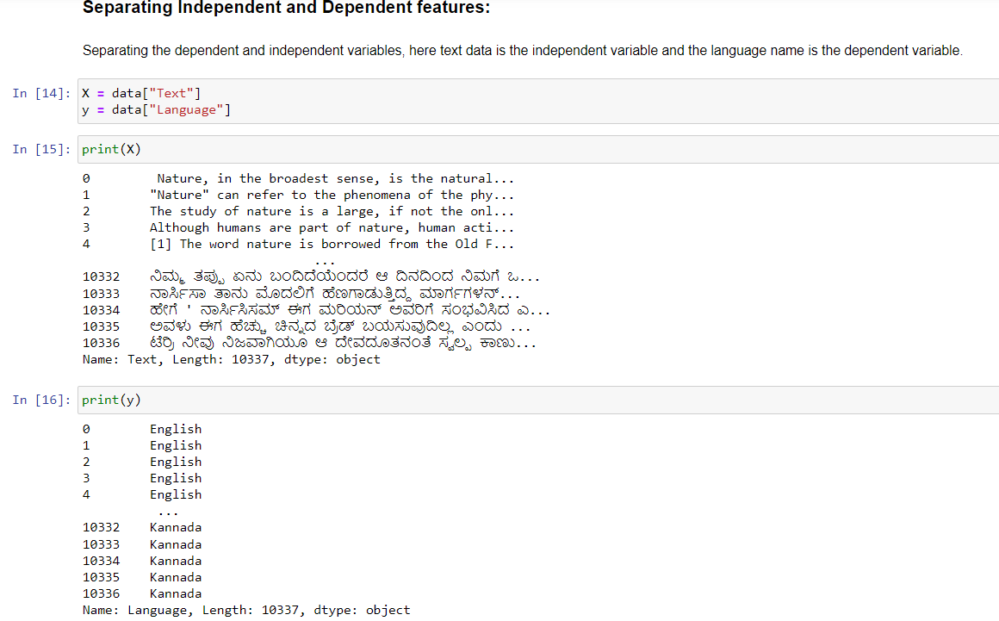 Separating Independent and Dependent features:
Separating the dependent and independent variables, here text data is the independent variable and the language name is the dependent variable.
In [14]: X = data["Text"]
y = data["Language"]
In [15]: print(X)
0 Nature, in the broadest sense, is the natural...
1 "Nature" can refer to the phenomena of the phy...
2 The study of nature is a large, if not the onl...
3 Although humans are part of nature, human acti...
4 [1] The word nature is borrowed from the Old F...
...
10332 ನಿಮ್ಮ ತಪ್ಪು ಏನು ಬಂದಿದೆಯೆಂದರೆ ಆ ದಿನದಿಂದ ನಿಮಗೆ ಒ...
10333 ನಾರ್ಸಿಸಾ ತಾನು ಮೊದಲಿಗೆ ಹೆಣಗಾಡುತ್ತಿದ್ದ ಮಾರ್ಗಗಳನ್...
10334 ಹೇಗೆ ' ನಾರ್ಸಿಸಿಸಮ್ ಈಗ ಮರಿಯನ್ ಅವರಿಗೆ ಸಂಭವಿಸಿದ ಎ...
10335 ಅವಳು ಈಗ ಹೆಚ್ಚು ಚಿನ್ನದ ಬ್ರೆಡ್ ಬಯಸುವುದಿಲ್ಲ ಎಂದು ...
10336 ಟೆರ್ರಿ ನೀವು ನಿಜವಾಗಿಯೂ ಆ ದೇವದೂತನಂತೆ ಸ್ವಲ್ಪ ಕಾಣು...
Name: Text, Length: 10337, dtype: object
In [16]: print(y)
0 English
1 English
2 English
3 English
4 English
...
10332 Kannada
10333 Kannada
10334 Kannada
10335 Kannada
10336 Kannada
Name: Language, Length: 10337, dtype: object